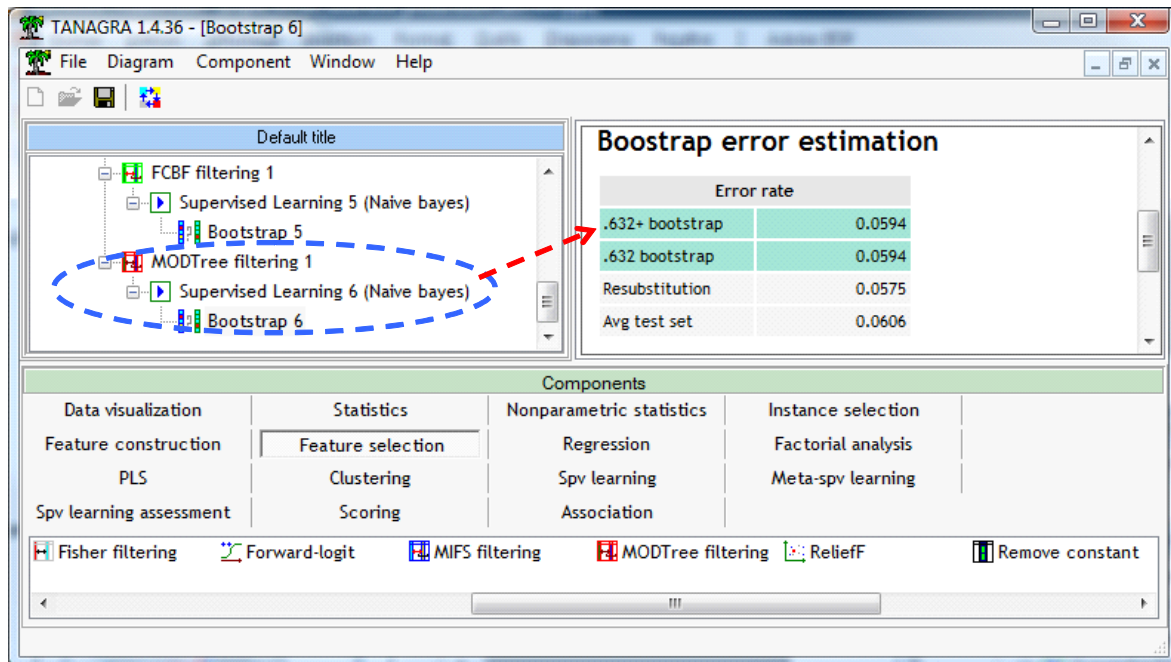 TANAGRA 1.4.36 - [Bootstrap 6]
File Diagram Component Window Help
Default title
FCBF filtering 1
Supervised Learning 5 (Naive bayes)
Bootstrap 5
MODTree filtering 1
Supervised Learning 6 (Naive bayes)
Bootstrap 6
Boostrap error estimation
Error rate
.632+ bootstrap 0.0594
.632 bootstrap 0.0594
Resubstitution 0.0575
Avg test set 0.0606
Components
Data visualization Statistics Nonparametric statistics Instance selection
Feature construction Feature selection Regression Factorial analysis
PLS Clustering Spv learning Meta-spv learning
Spv learning assessment Scoring Association
Fisher filtering Forward-logit MIFS filtering MODTree filtering ReliefF Remove constant